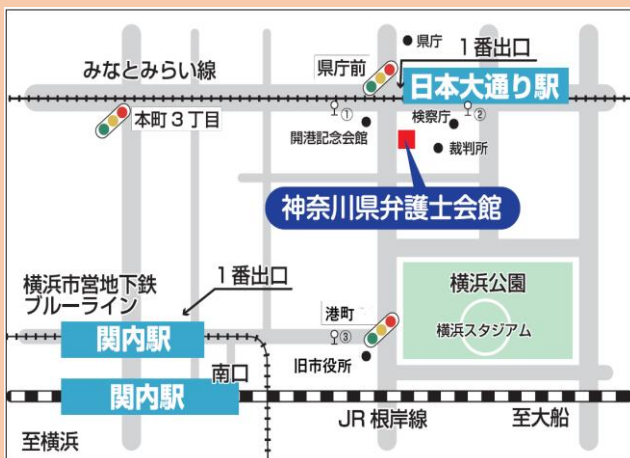 県庁
1番出口
みなとみらい線
県庁前
日本大通り駅
本町3丁目
①
検察庁
②
開港記念会館
裁判所
神奈川県弁護士会館
横浜市営地下鉄
ブルーライン
1番出口
横浜公園
港町
関内駅
③
横浜スタジアム
旧市役所
南口
関内駅
JR根岸線
至大船
至横浜